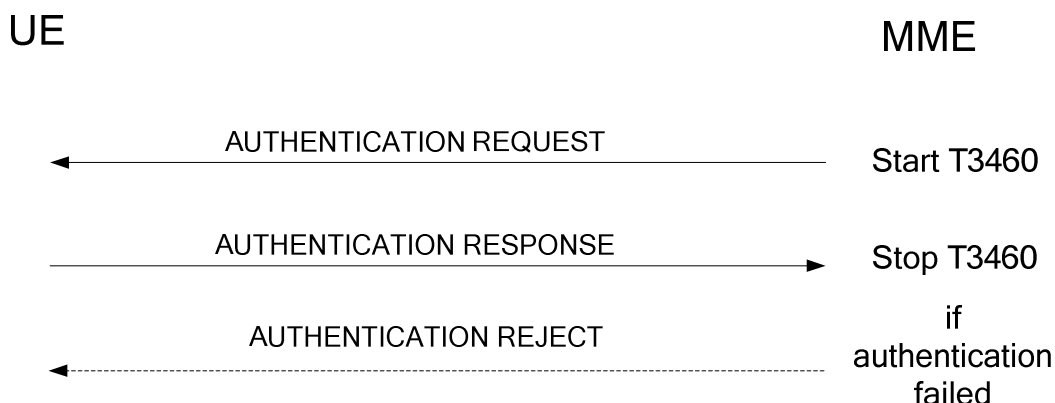 UE
MME
AUTHENTICATION REQUEST
Start T3460
AUTHENTICATION RESPONSE
Stop T3460
AUTHENTICATION REJECT
if
authentication
failed